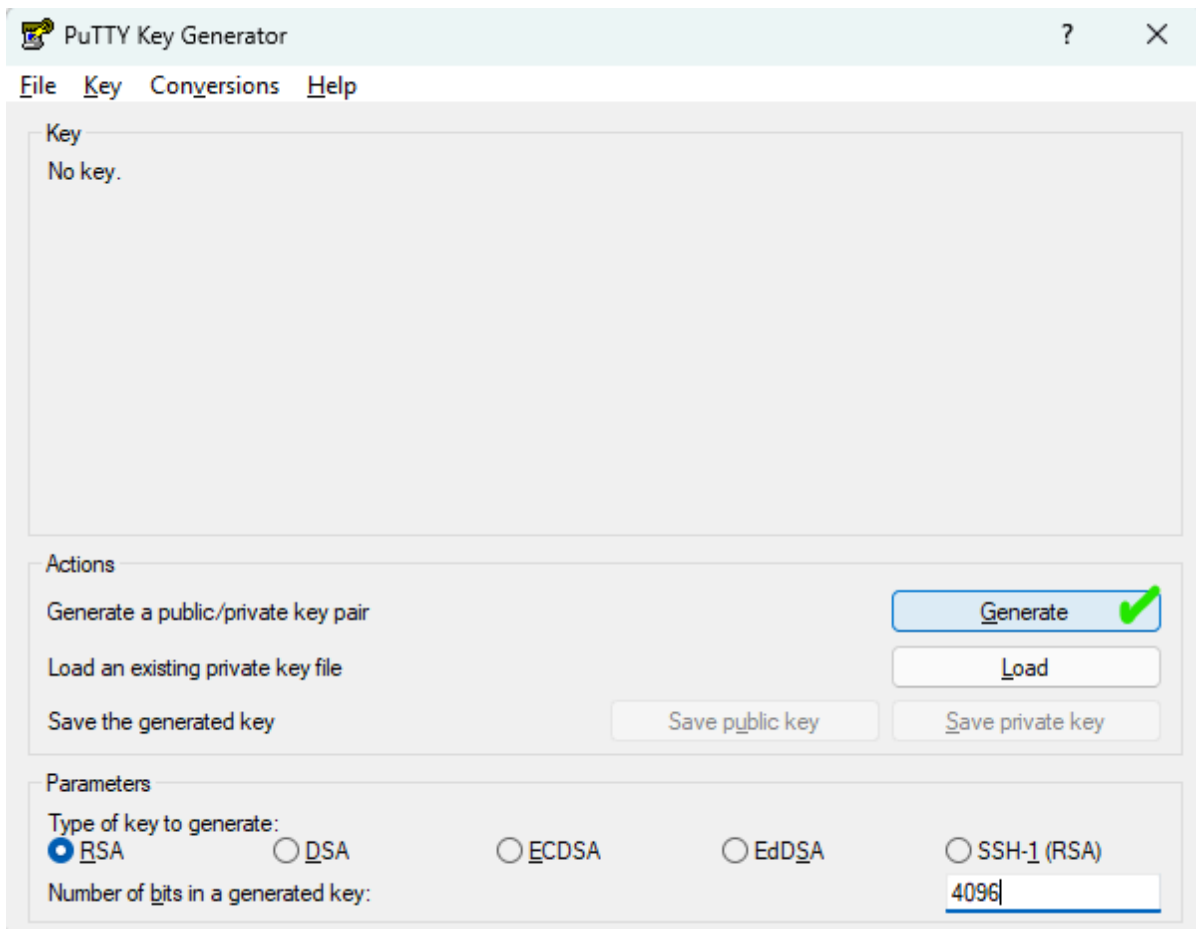 PuTTY Key Generator ?
File Key Conversions Help
Key
No key.
Actions
Generate a public/private key pair Generate
Load an existing private key file Load
Save the generated key Save public key Save private key
Parameters
Type of key to generate:
RSA DSA ECDSA EdDSA SSH-1 (RSA)
Number of bits in a generated key: 4096